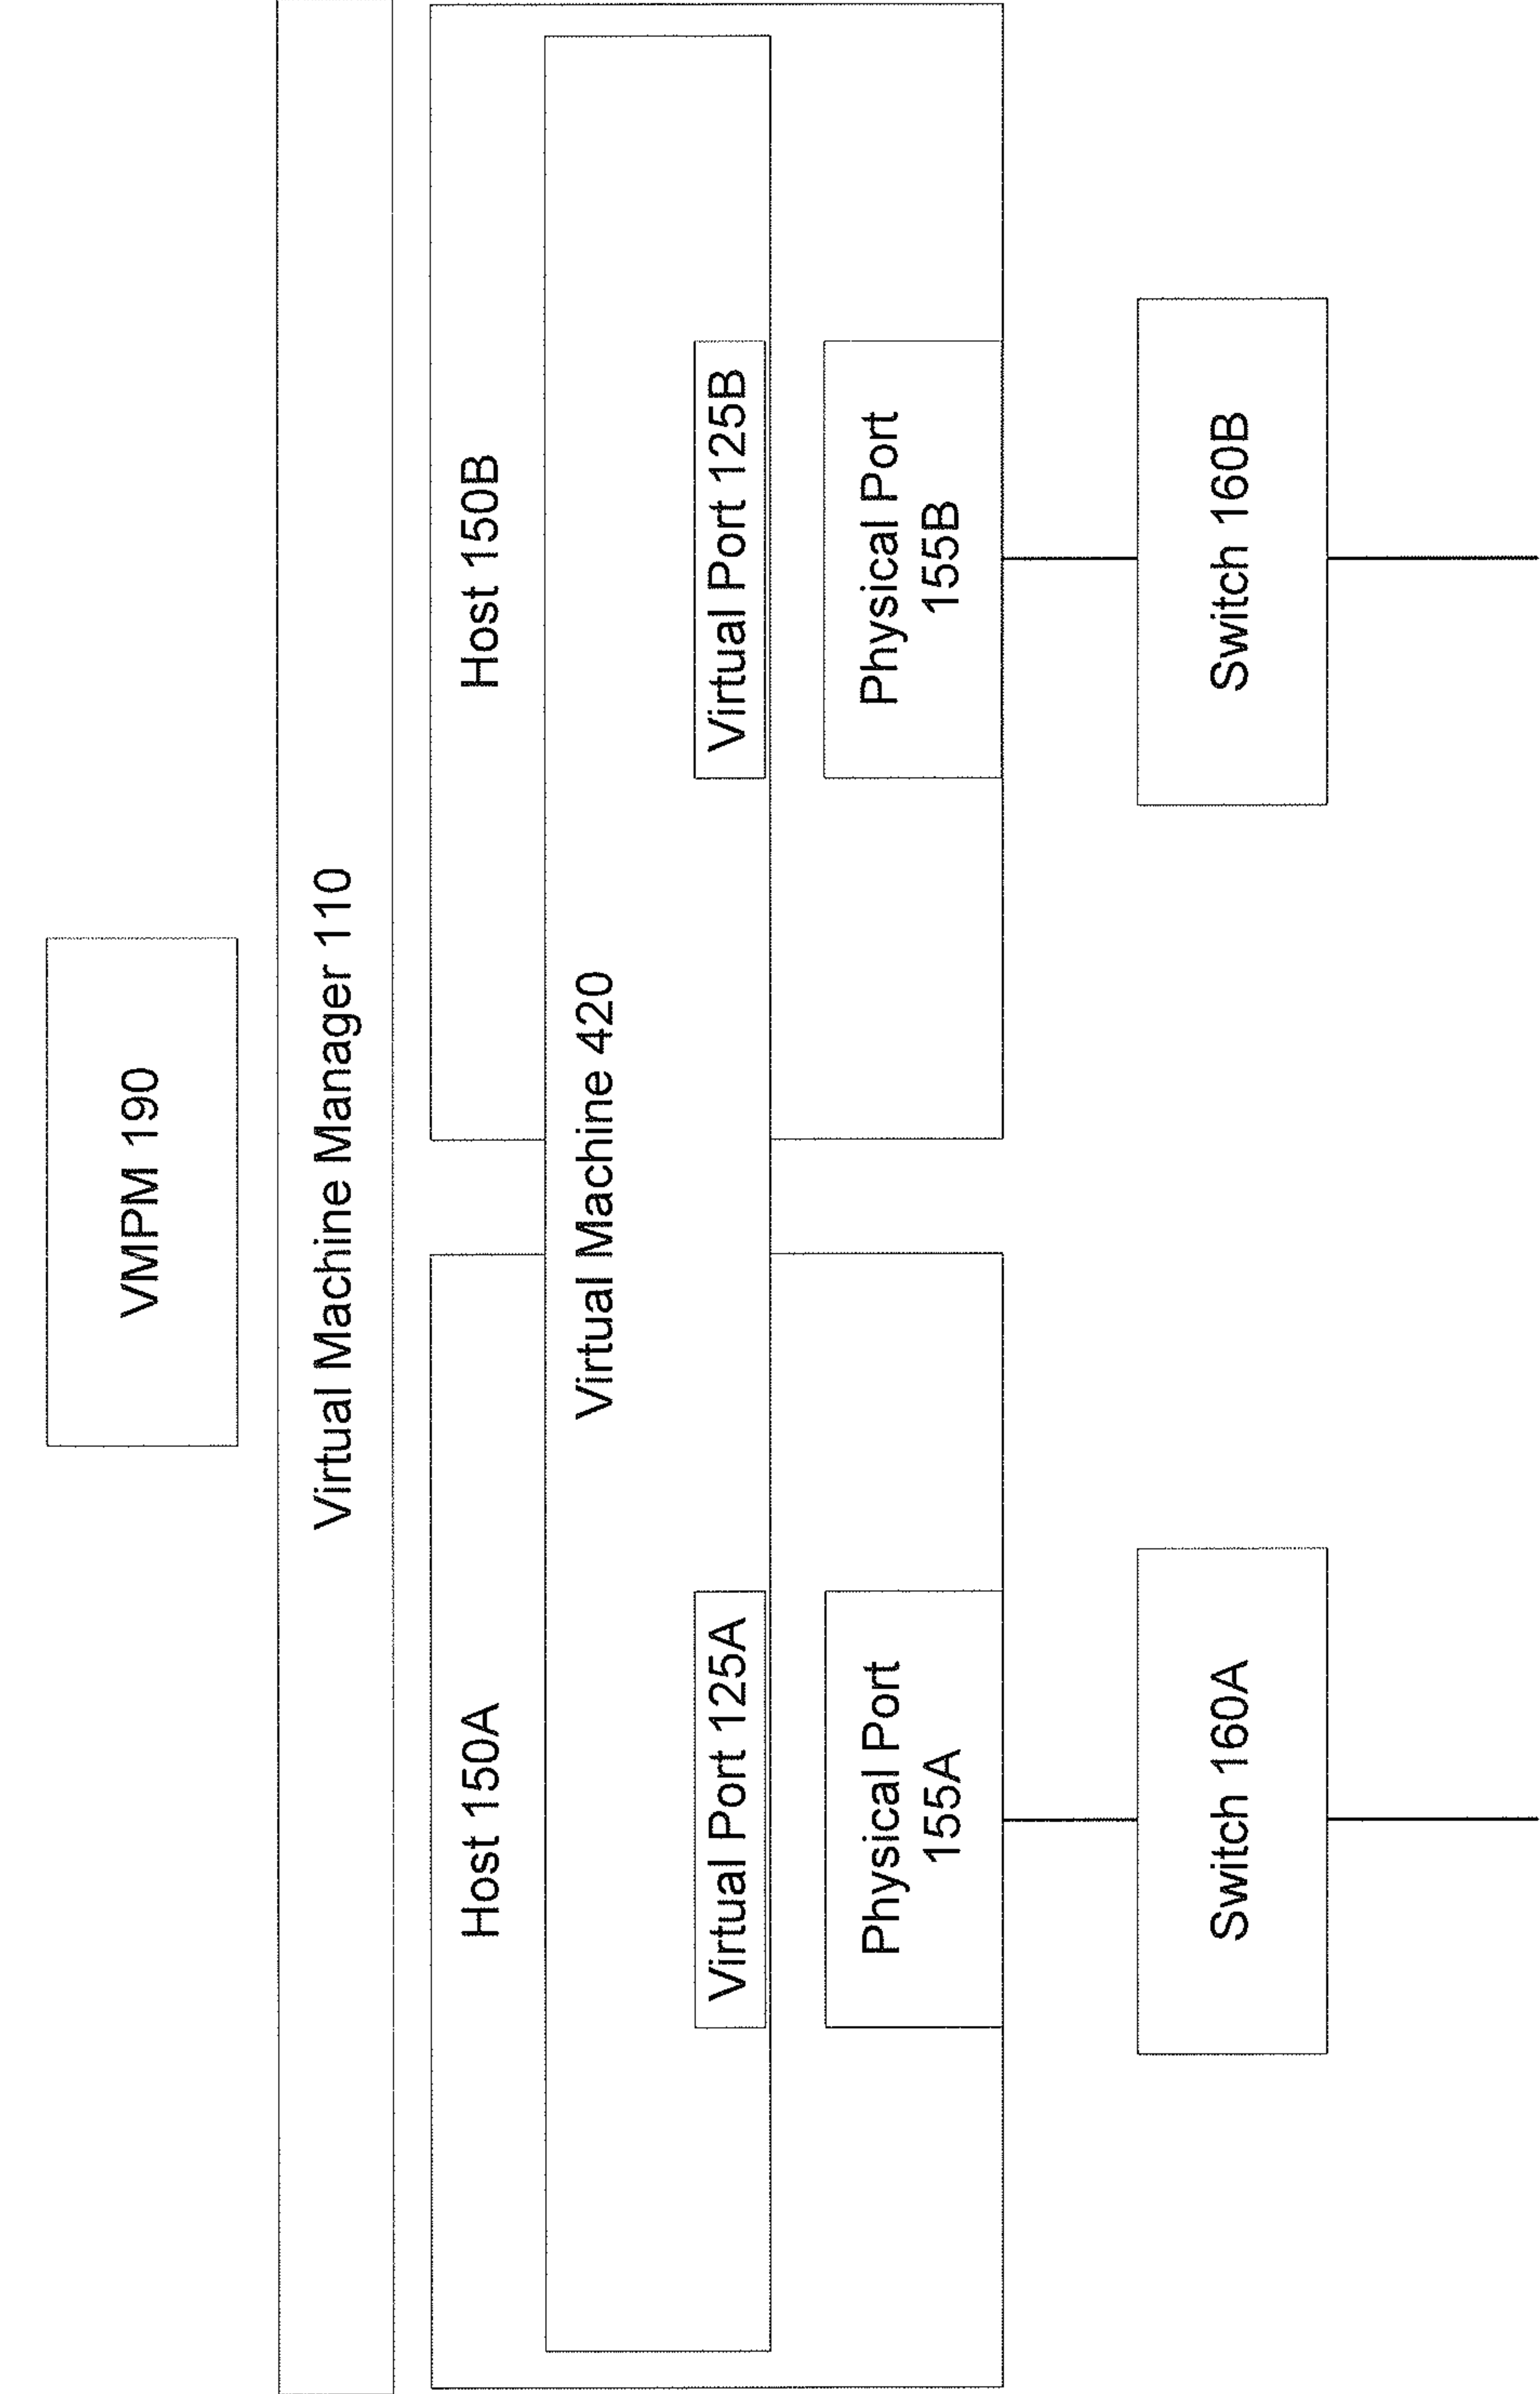 VMPM 190
Virtual Machine Manager 110
Host 150A
Host 150B
Virtual Machine 420
Virtual Port 125A
Virtual Port 125B
Physical Port
155A
Physical Port
155B
Switch 160A
Switch 160B